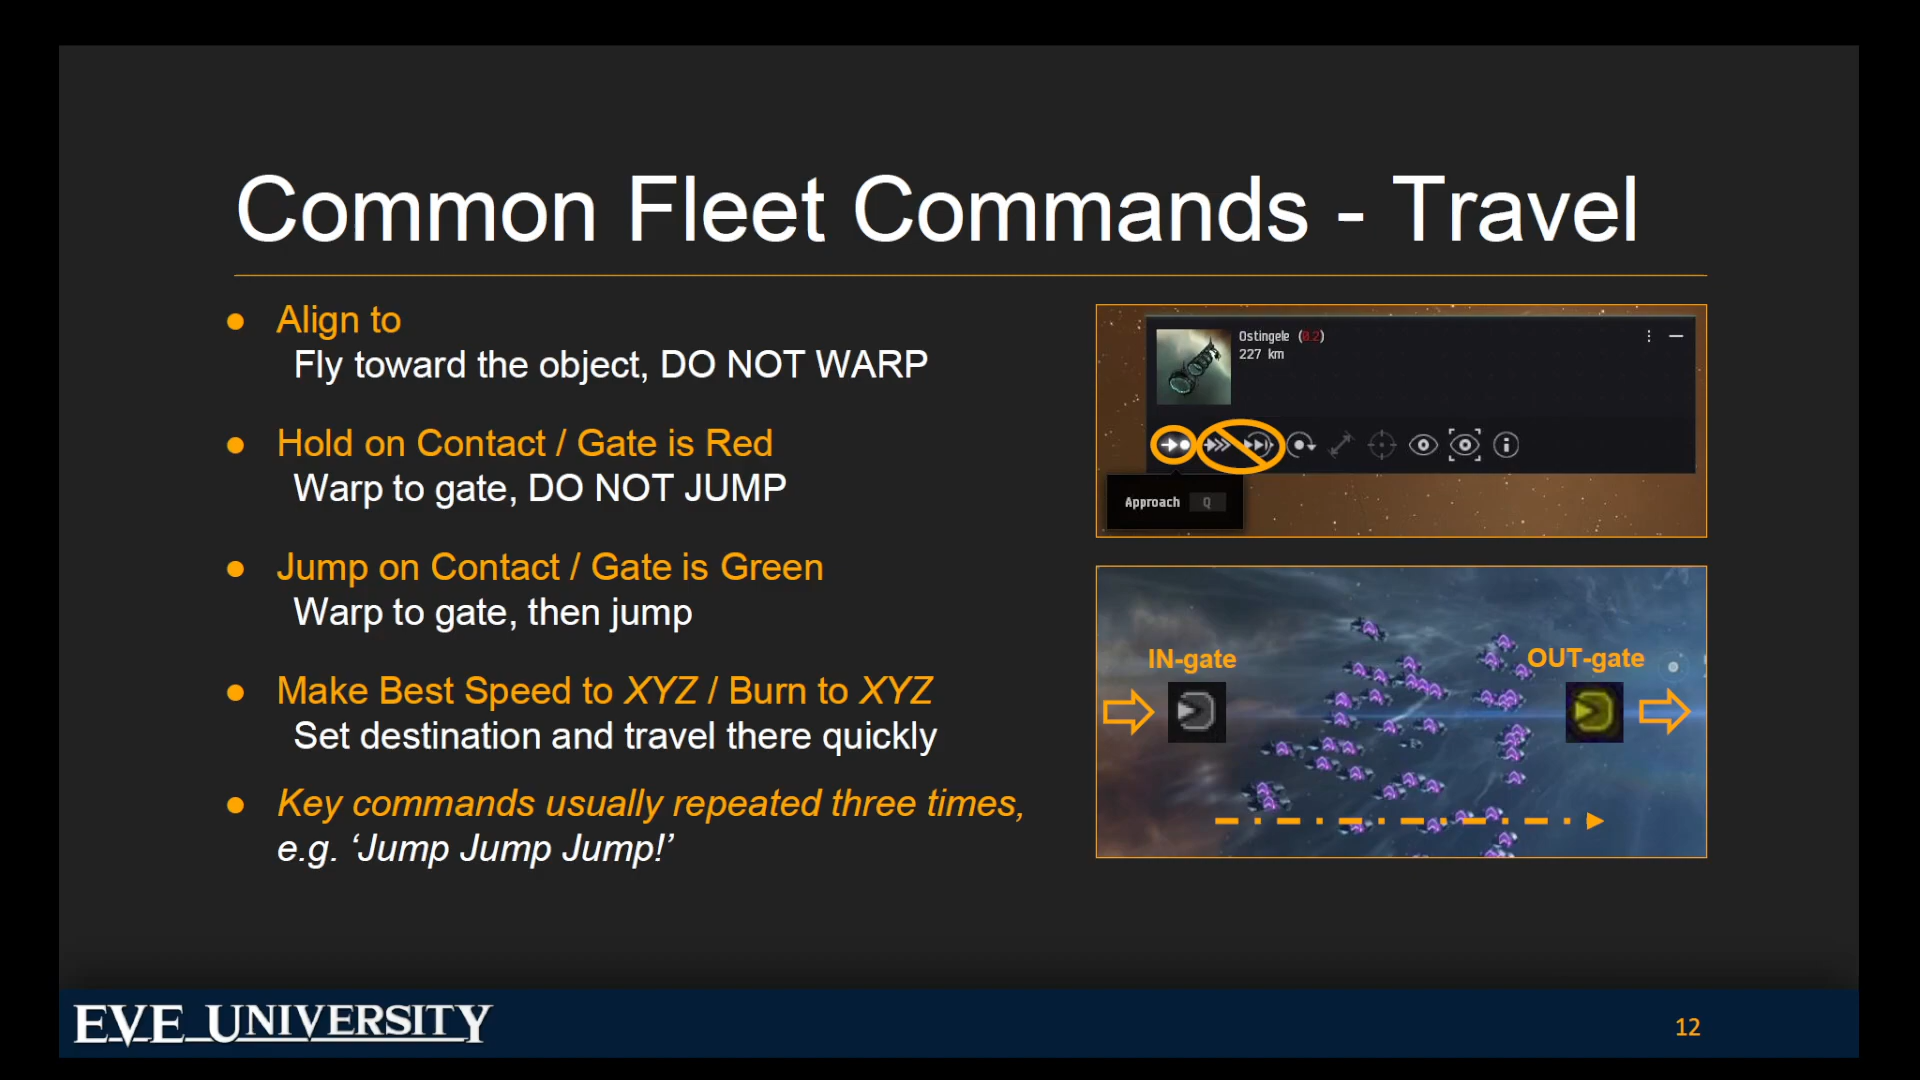 Common Fleet Commands - Travel
● Align to
Fly toward the object, DO NOT WARP
● Hold on Contact / Gate is Red
Warp to gate, DO NOT JUMP
● Jump on Contact / Gate is Green
Warp to gate, then jump
● Make Best Speed to XYZ / Burn to XYZ
Set destination and travel there quickly
● Key commands usually repeated three times,
e.g. ‘Jump Jump Jump!’
Ostingele (0.2)
227 km
Approach Q
IN-gate
OUT-gate
EVE UNIVERSITY
12